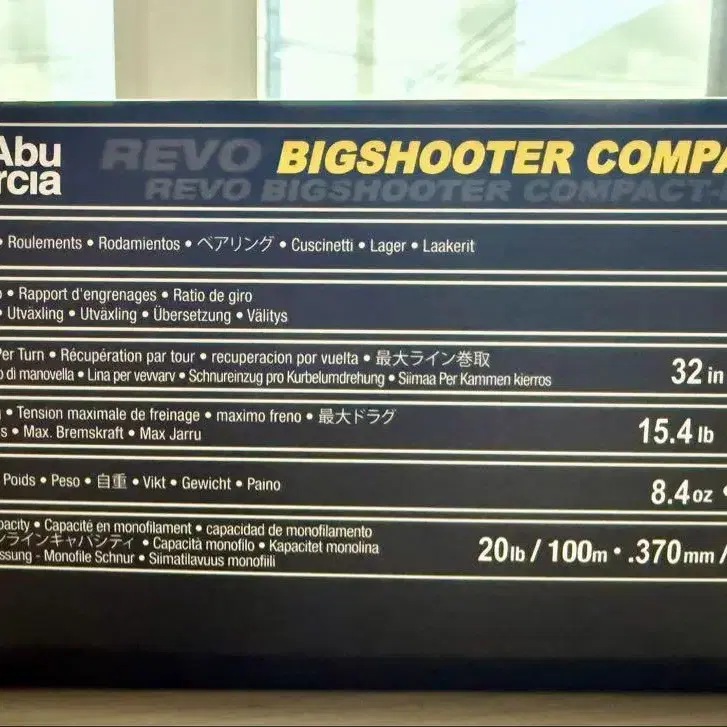 Abu
rcia
REVO BIGSHOOTER COMPA
REVO BIGSHOOTER COMPACT
• Roulements • Rodamientos • ベアリング • Cuscinetti • Lager • Laakerit
• Rapport d'engrenages • Ratio de giro
• Utväxling • Utväxling • Übersetzung • Välitys
Per Turn • Récupération par tour • recuperacion por vuelta • 最大ライン巻取
o di manovella • Lina per vevvarv • Schnureinzug pro Kurbelumdrehung • Siimaa Per Kammen kierros
32 in
• Tension maximale de freinage • maximo freno • 最大ドラグ
s • Max. Bremskraft • Max Jarru
15.4 lb
Poids • Peso • 自重 • Vikt • Gewicht • Paino
8.4 oz •
pacity • Capacité en monofilament • capacidad de monofilamento
ンラインキャパシティ • Capacità monofilo • Kapacitet monolina
ssung - Monofile Schnur • Siimatilavuus monofiili
20lb / 100m • .370mm /